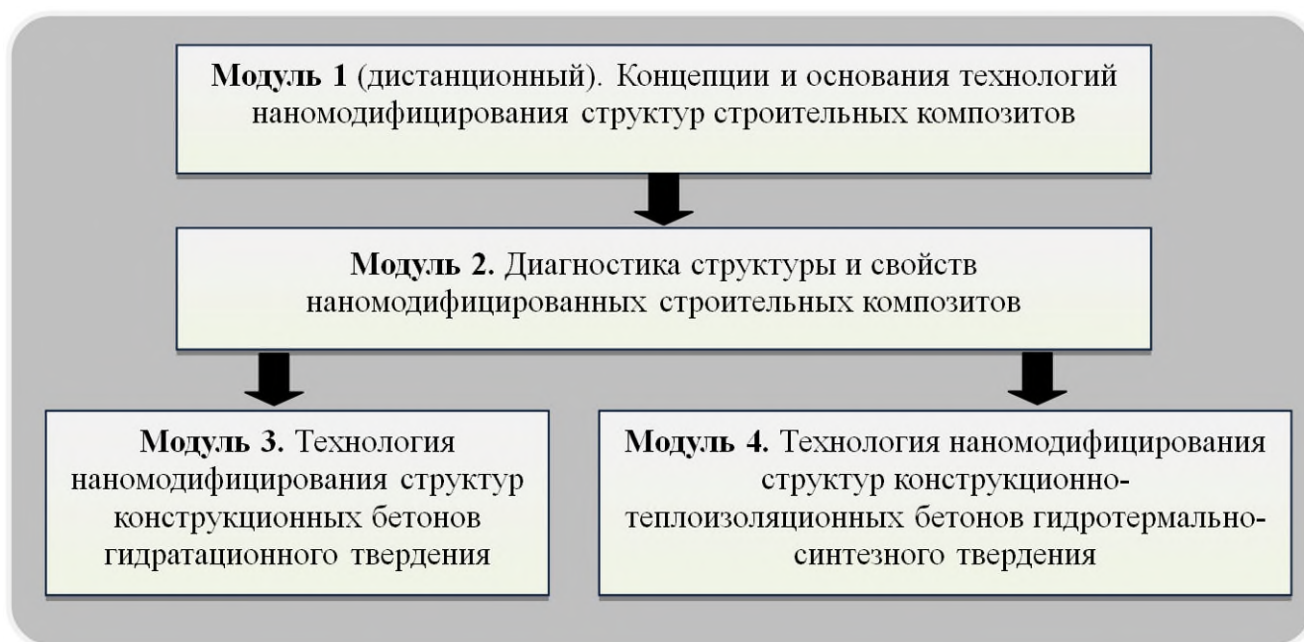 Модуль 1 (дистанционный). Концепции и основания технологий
наномодифицирования структур строительных композитов
Модуль 2. Диагностика структуры и свойств
наномодифицированных строительных композитов
Модуль 3. Технология
наномодифицирования структур
конструкционных бетонов
гидратационного твердения
Модуль 4. Технология наномодифицирования
структур конструкционно-
теплоизоляционных бетонов гидротермально-
синтезного твердения